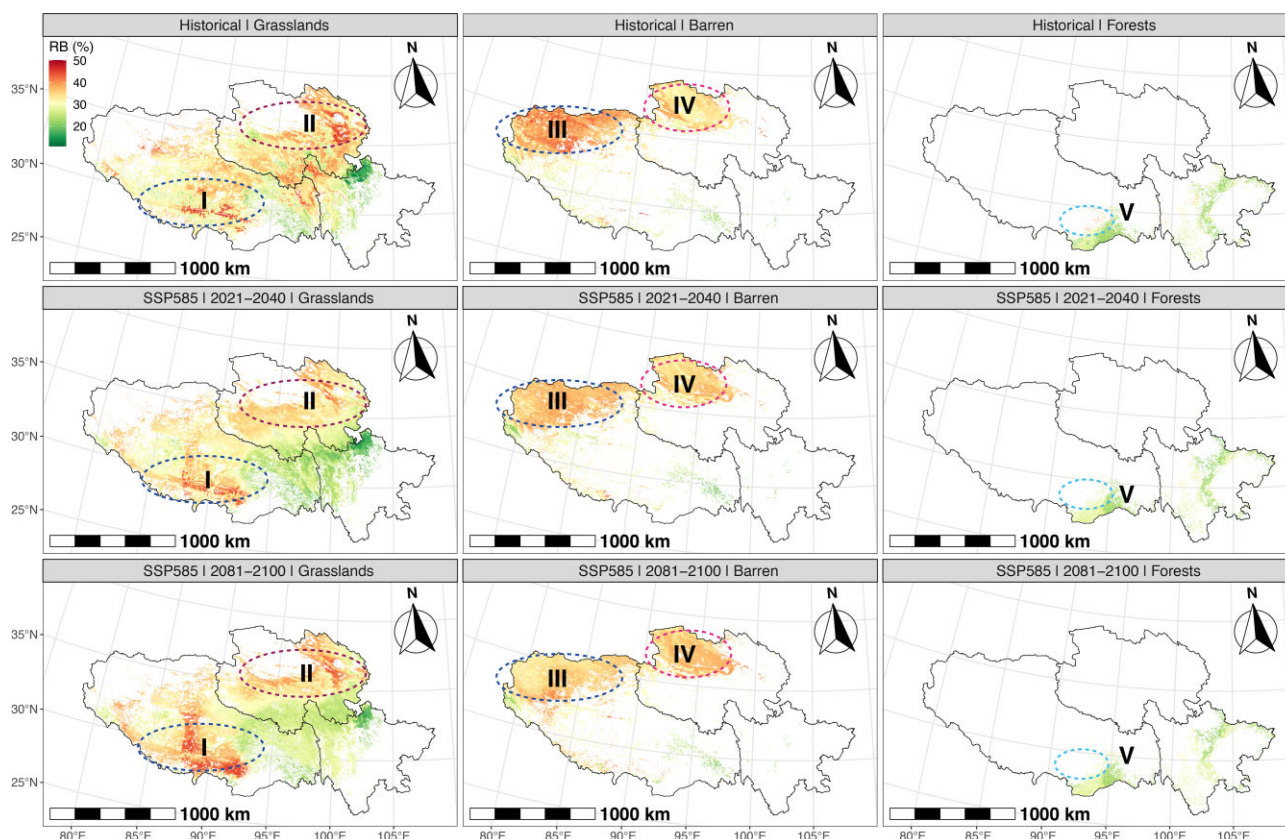 Historical | Grasslands
Historical | Barren
Historical | Forests
RB (%)
50
40
30
20
35°N
30°N
25°N
N
N
N
I
II
III
IV
V
1000 km
1000 km
1000 km
SSP585 | 2021–2040 | Grasslands
SSP585 | 2021–2040 | Barren
SSP585 | 2021–2040 | Forests
35°N
30°N
25°N
N
N
N
I
II
III
IV
V
1000 km
1000 km
1000 km
SSP585 | 2081–2100 | Grasslands
SSP585 | 2081–2100 | Barren
SSP585 | 2081–2100 | Forests
35°N
30°N
25°N
N
N
N
I
II
III
IV
V
1000 km
1000 km
1000 km
80°E 85°E 90°E 95°E 100°E 105°E
80°E 85°E 90°E 95°E 100°E 105°E
80°E 85°E 90°E 95°E 100°E 105°E